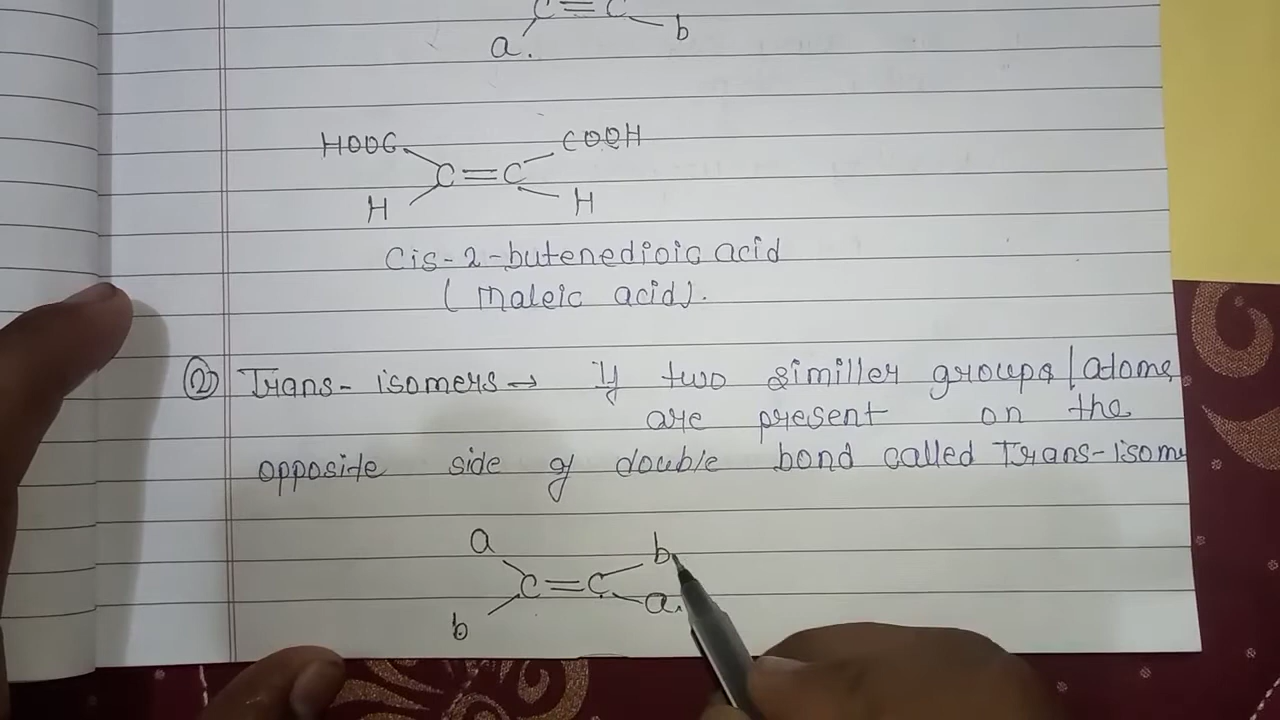 C=C
a. b
HOOC COOH
C=C
H H
Cis-2-butenedioic acid
(Maleic acid).
② Trans-isomers→ If two similler groups/atoms
are present on the
opposite side of double bond called Trans-isom
a b
C=C
b a.